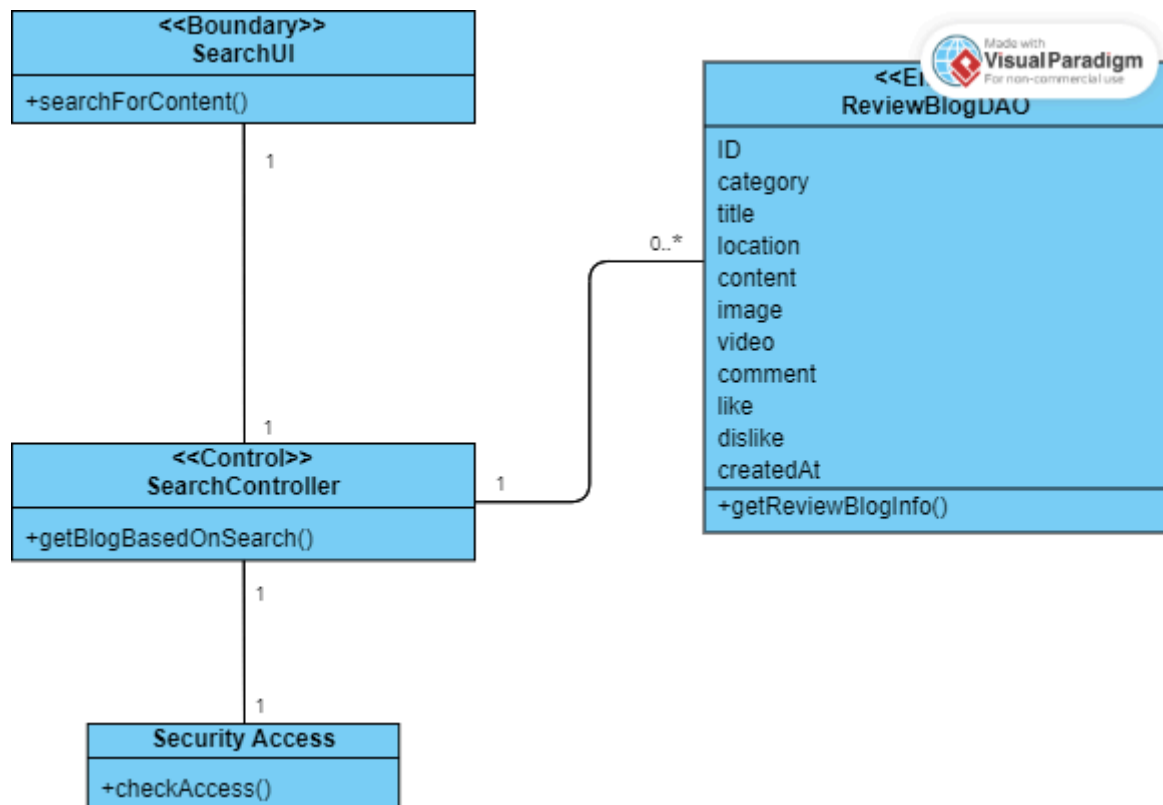 <<Boundary>>
SearchUI
+searchForContent()
1
1
<<Control>>
SearchController
+getBlogBasedOnSearch()
1
0..*
1
1
Security Access
+checkAccess()
Made with
Visual Paradigm
For non-commercial use
<<En
ReviewBlogDAO
ID
category
title
location
content
image
video
comment
like
dislike
createdAt
+getReviewBlogInfo()